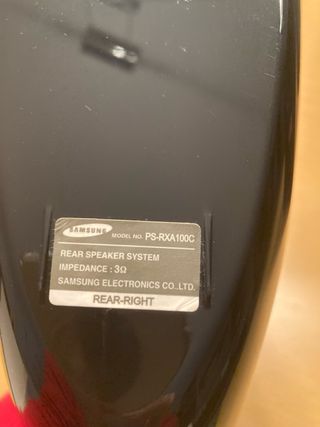 SAMSUNG MODEL NO. PS-RXA100C
REAR SPEAKER SYSTEM
IMPEDANCE : 3Ω
SAMSUNG ELECTRONICS CO.,LTD.
REAR-RIGHT